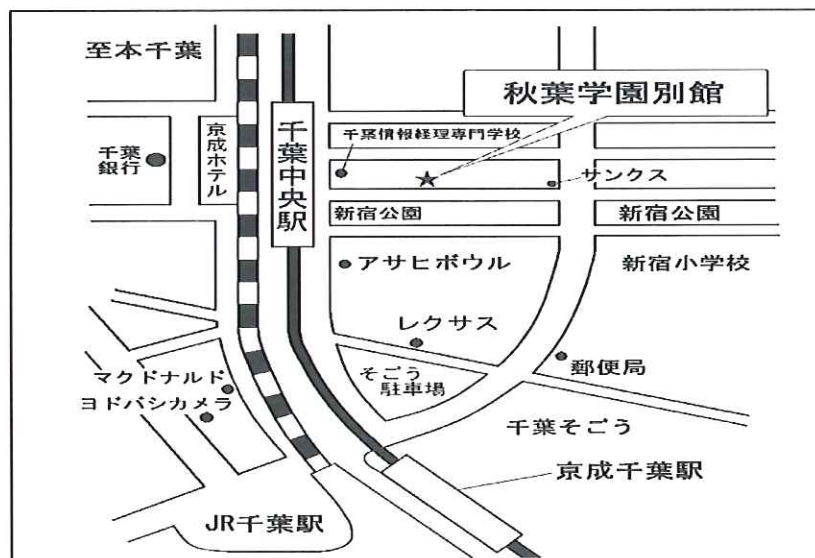 至本千葉
秋葉学園別館
千葉
銀行
京成ホテル
千葉中央駅
千葉情報経理専門学校
サンクス
新宿公園
新宿公園
アサヒボウル
新宿小学校
レクサス
そごう
駐車場
郵便局
マクドナルド
ヨドバシカメラ
千葉そごう
京成千葉駅
JR千葉駅